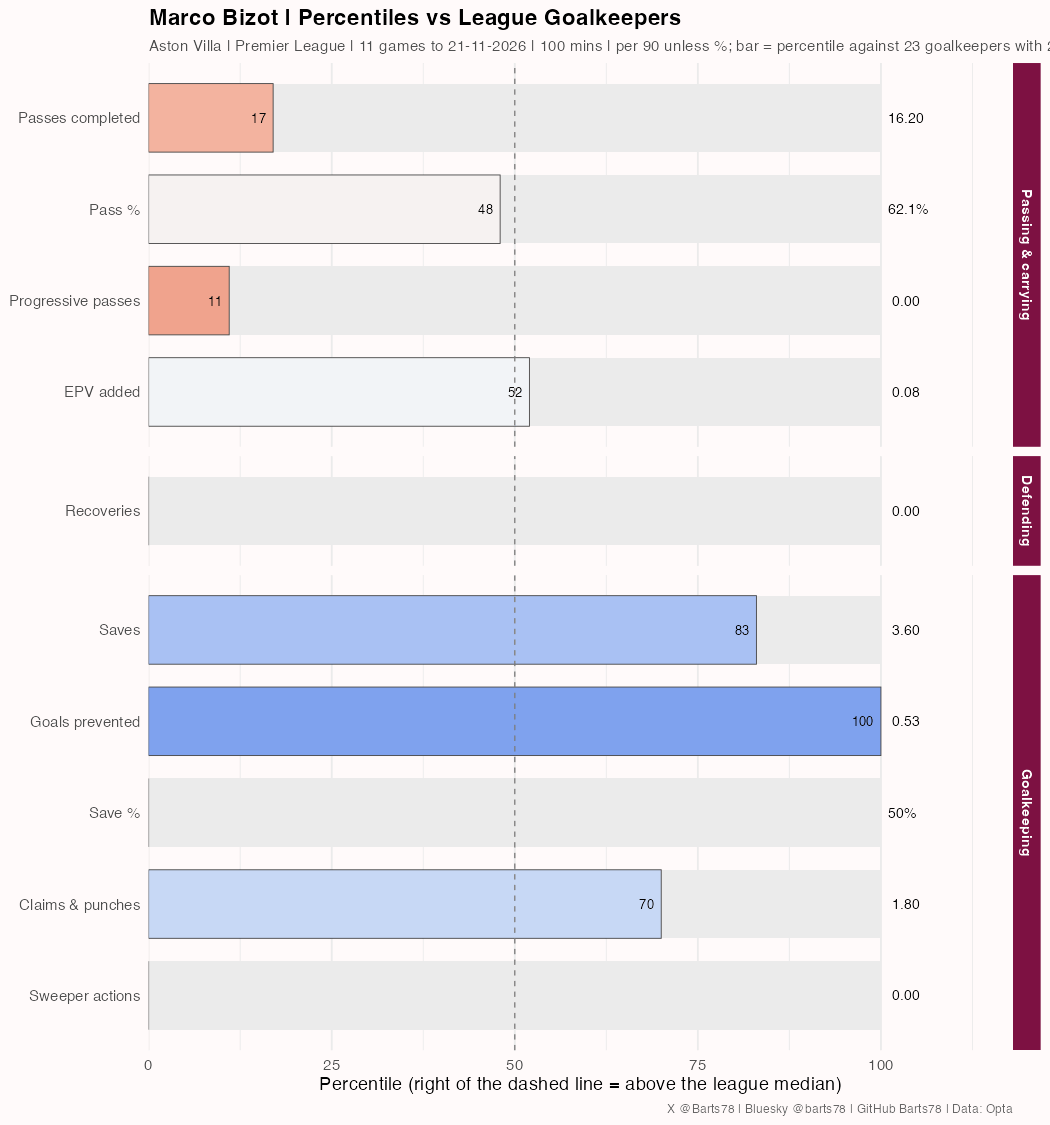 Marco Bizot | Percentiles vs League Goalkeepers
Aston Villa | Premier League | 11 games to 21-11-2026 | 100 mins | per 90 unless %; bar = percentile against 23 goalkeepers with
Passes completed 17 16.20
Pass % 48 62.1%
Progressive passes 11 0.00
EPV added 52 0.08
Passing & carrying
Recoveries 0.00
Defending
Saves 83 3.60
Goals prevented 100 0.53
Save % 50%
Claims & punches 70 1.80
Sweeper actions 0.00
Goalkeeping
0 25 50 75 100
Percentile (right of the dashed line = above the league median)
X @Barts78 | Bluesky @barts78 | GitHub Barts78 | Data: Opta